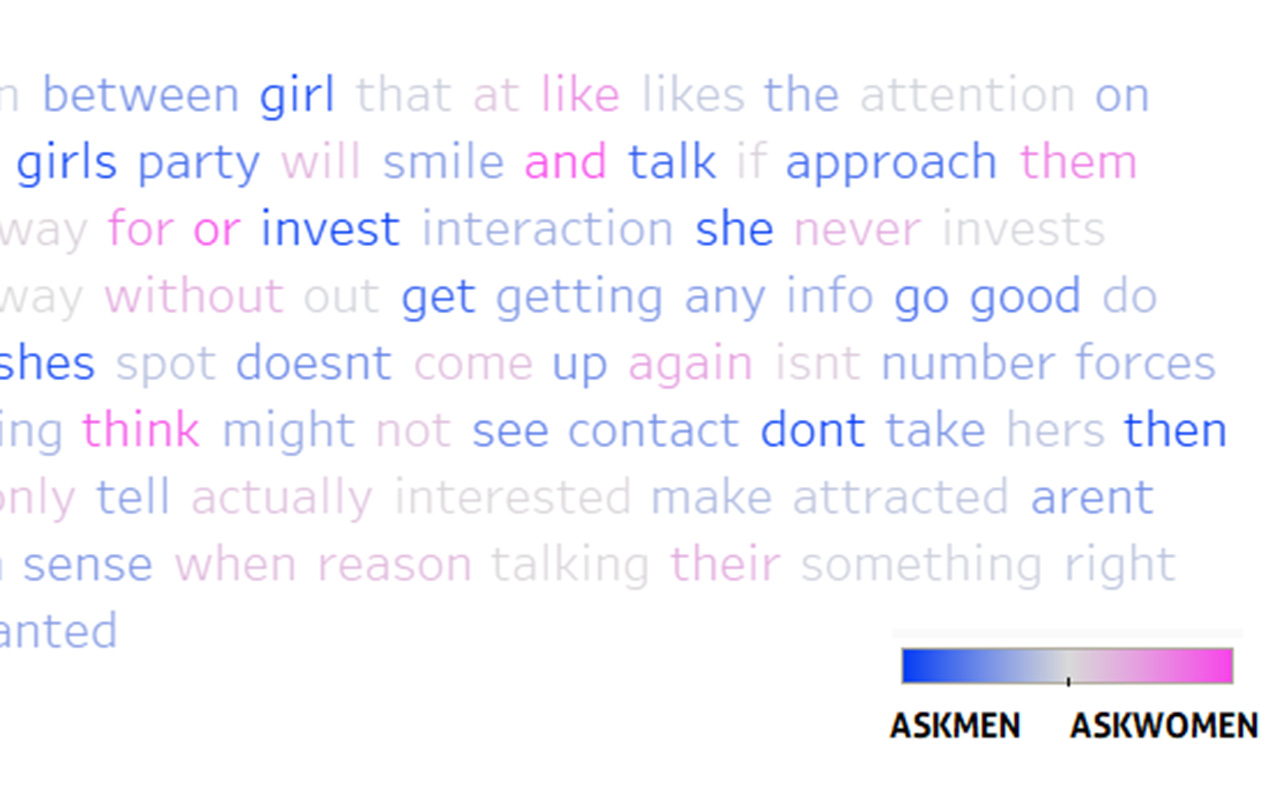 n between girl that at like likes the attention on
girls party will smile and talk if approach them
way for or invest interaction she never invests
way without out get getting any info go good do
shes spot doesnt come up again isnt number forces
ing think might not see contact dont take hers then
only tell actually interested make attracted arent
sense when reason talking their something right
anted
ASKMEN ASKWOMEN